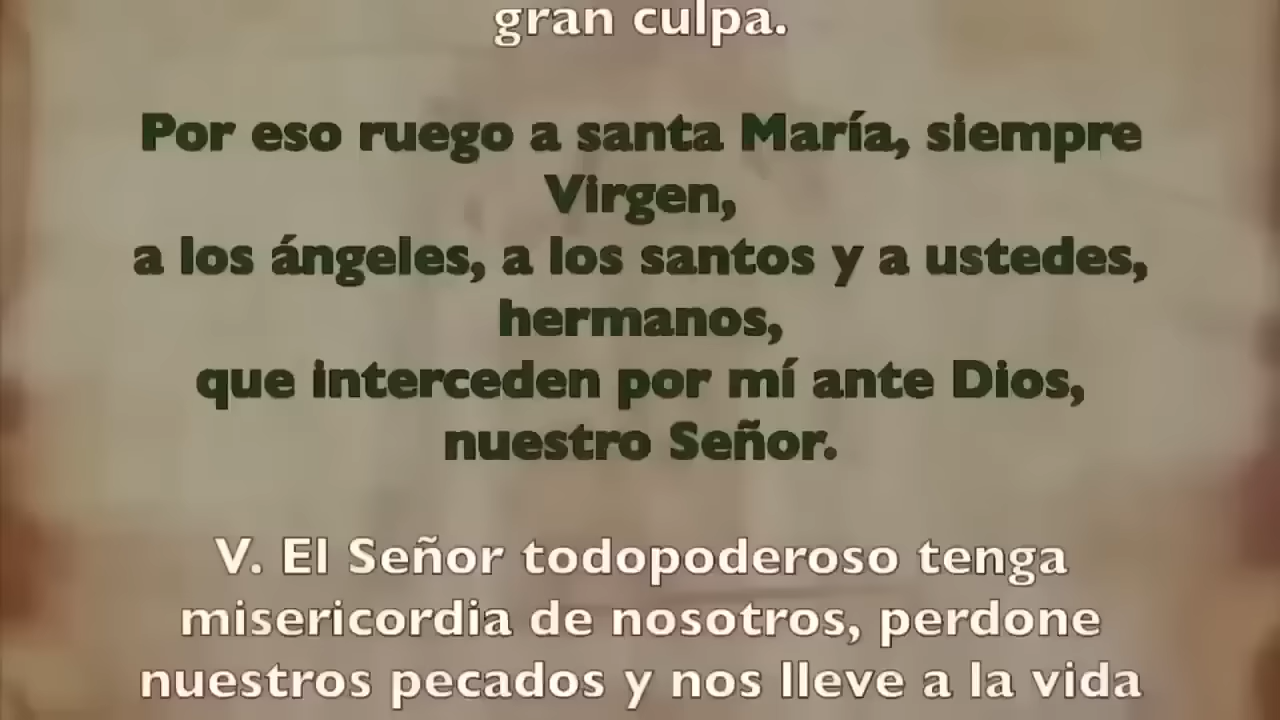 gran culpa.
Por eso ruego a santa María, siempre
Virgen,
a los ángeles, a los santos y a ustedes,
hermanos,
que interceden por mí ante Dios,
nuestro Señor.
V. El Señor todopoderoso tenga
misericordia de nosotros, perdone
nuestros pecados y nos lleve a la vida